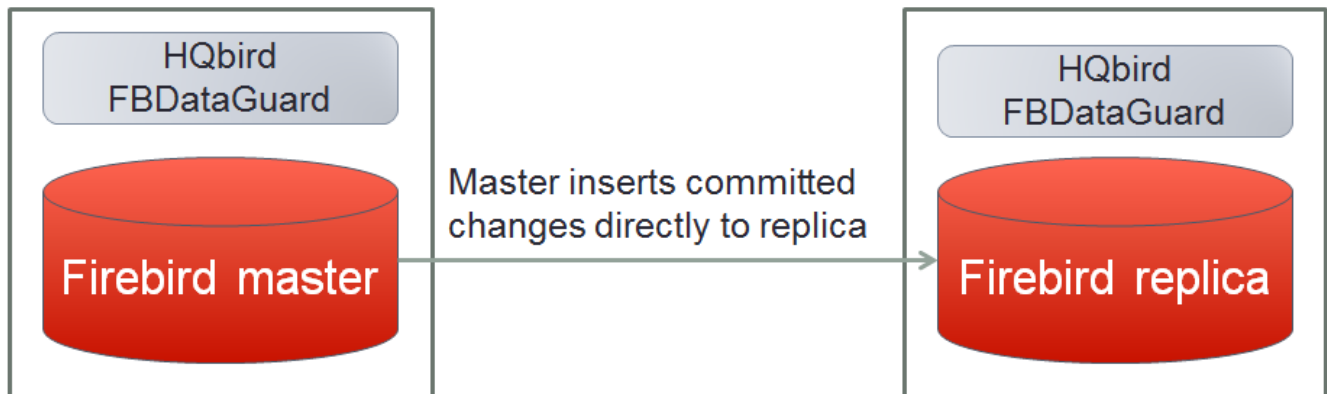 HQbird
FBDataGuard
Firebird master
Master inserts committed
changes directly to replica
HQbird
FBDataGuard
Firebird replica